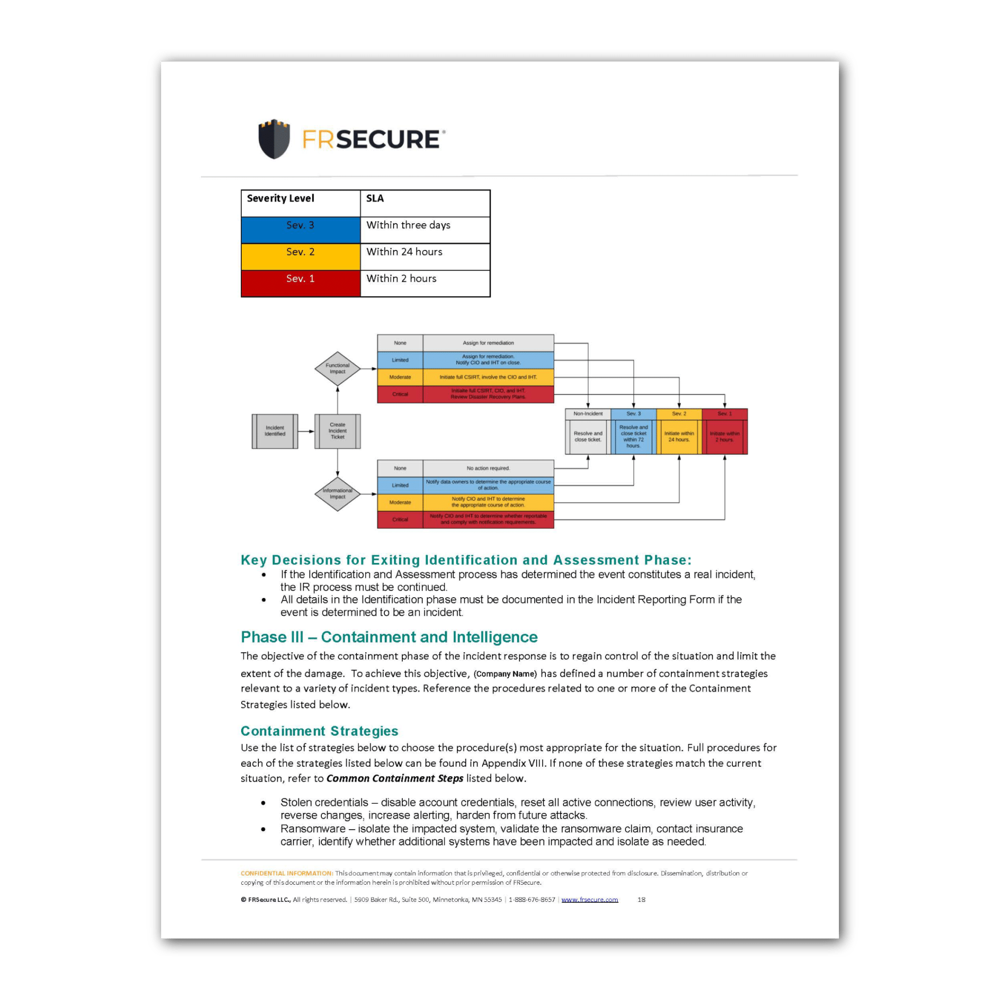 FRSECURE®
Severity Level SLA
Sev. 3 Within three days
Sev. 2 Within 24 hours
Sev. 1 Within 2 hours
None Assign for remediation
Limited Assign for remediation.
Notify CIO and IHT on close.
Moderate Initiate full CSIRT, involve the CIO and IHT.
Critical Initiatte full CSIRT, CIO, and IHT.
Review Disaster Recovery Plans.
Functional
Impact
Incident
Identified
Create
Incident
Ticket
Non-Incident Sev. 3 Sev. 2 Sev. 1
Resolve and
close ticket.
Resolve and
close ticket
within 72
hours.
Initiate within
24 hours.
Initiate within
2 hours.
Informational
Impact
None No action required.
Limited Notify data owners to determine the appropriate course
of action.
Moderate Notify CIO and IHT to determine
the appropriate course of action.
Critical Notify CIO and IHT to determine whether reportable
and comply with notification requirements.
Key Decisions for Exiting Identification and Assessment Phase:
• If the Identification and Assessment process has determined the event constitutes a real incident,
the IR process must be continued.
• All details in the Identification phase must be documented in the Incident Reporting Form if the
event is determined to be an incident.
Phase III – Containment and Intelligence
The objective of the containment phase of the incident response is to regain control of the situation and limit the
extent of the damage. To achieve this objective, (Company Name) has defined a number of containment strategies
relevant to a variety of incident types. Reference the procedures related to one or more of the Containment
Strategies listed below.
Containment Strategies
Use the list of strategies below to choose the procedure(s) most appropriate for the situation. Full procedures for
each of the strategies listed below can be found in Appendix VIII. If none of these strategies match the current
situation, refer to Common Containment Steps listed below.
• Stolen credentials – disable account credentials, reset all active connections, review user activity,
reverse changes, increase alerting, harden from future attacks.
• Ransomware – isolate the impacted system, validate the ransomware claim, contact insurance
carrier, identify whether additional systems have been impacted and isolate as needed.
CONFIDENTIAL INFORMATION: This document may contain information that is privileged, confidential or otherwise protected from disclosure. Dissemination, distribution or
copying of this document or the information herein is prohibited without prior permission of FRSecure.
© FRSecure LLC., All rights reserved. | 5909 Baker Rd., Suite 500, Minnetonka, MN 55345 | 1-888-676-8657 | www.frsecure.com 18